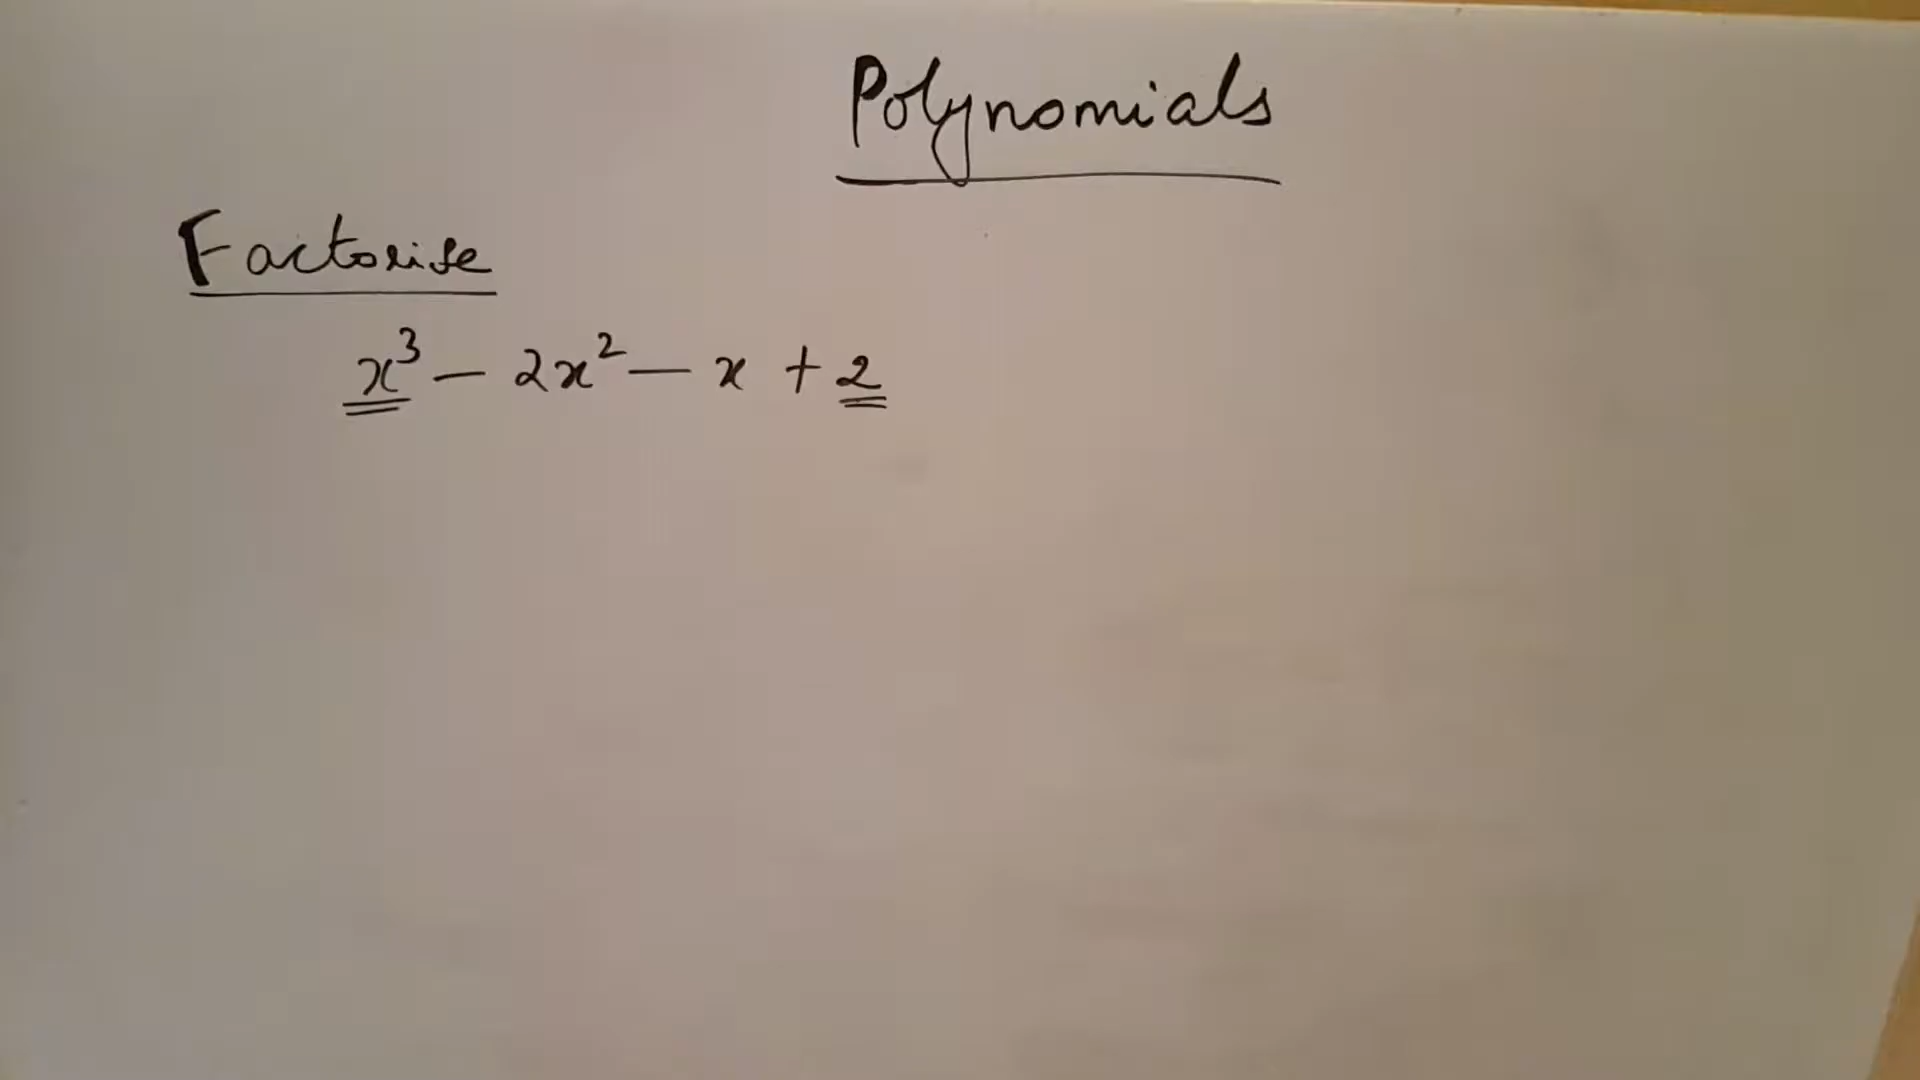 Polynomials
Factorise
x³ - 2x² - x + 2